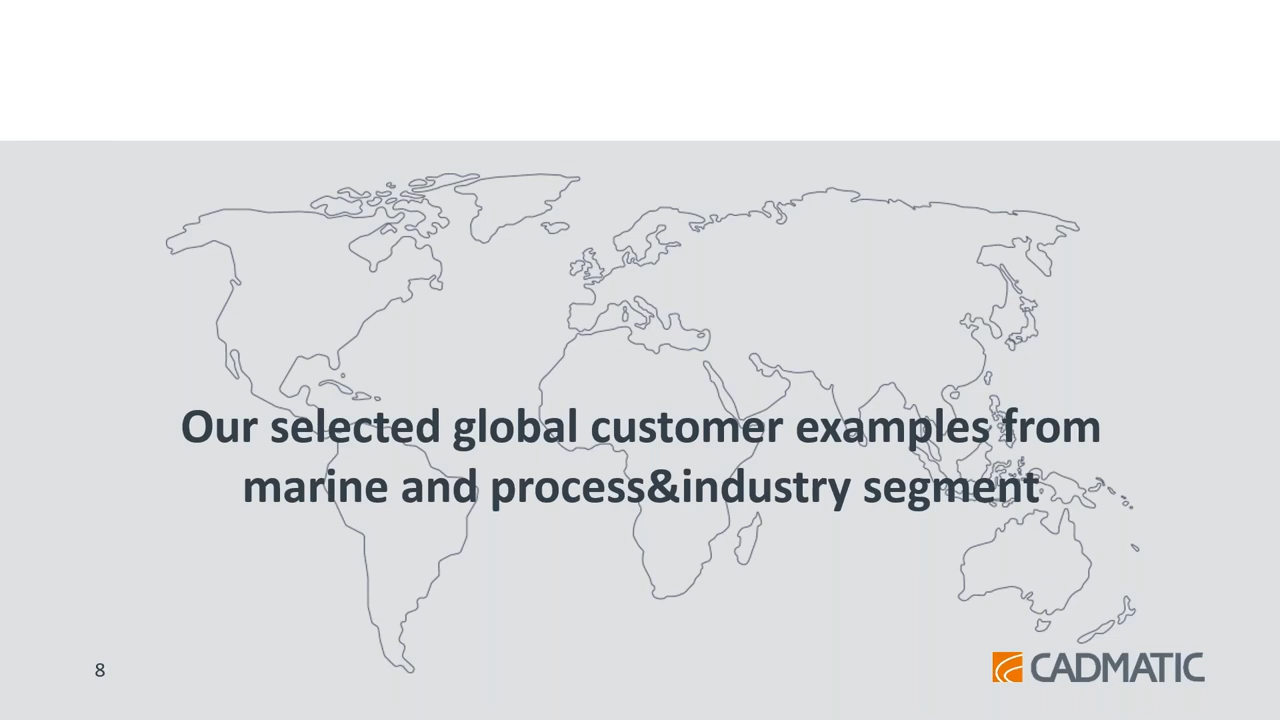 Our selected global customer examples from
marine and process&industry segment
8
CADMATIC